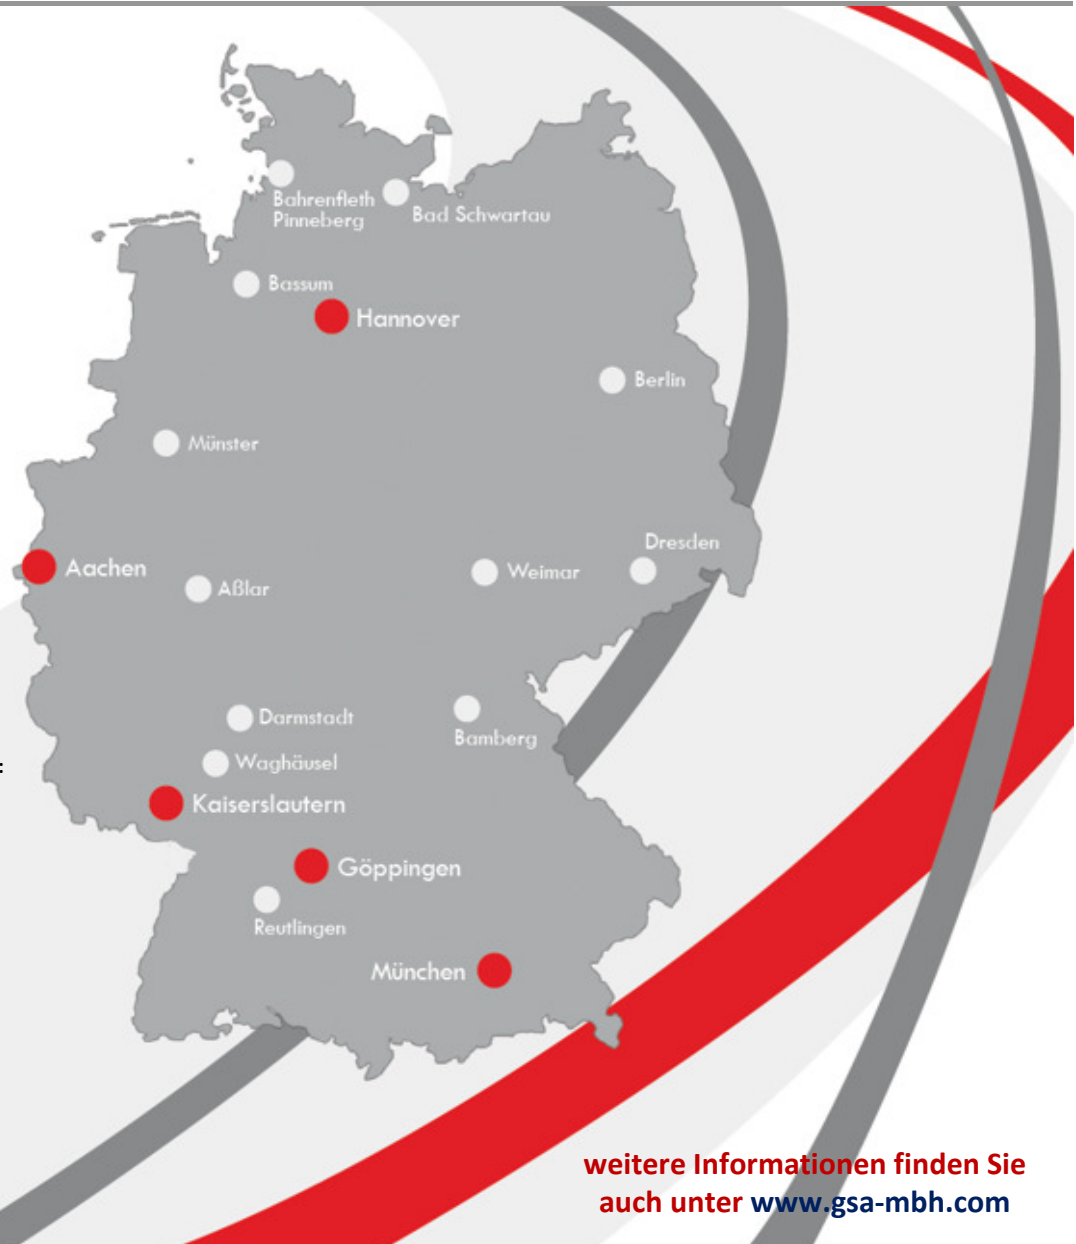 Bahrenfleth
Pinneberg
Bad Schwartau
Bassum
Hannover
Berlin
Münster
Dresden
Aachen
Aßlar
Weimar
Darmstadt
Bamberg
Waghäusel
:
Kaiserslautern
Göppingen
Reutlingen
München
weitere Informationen finden Sie
auch unter www.gsa-mbh.com